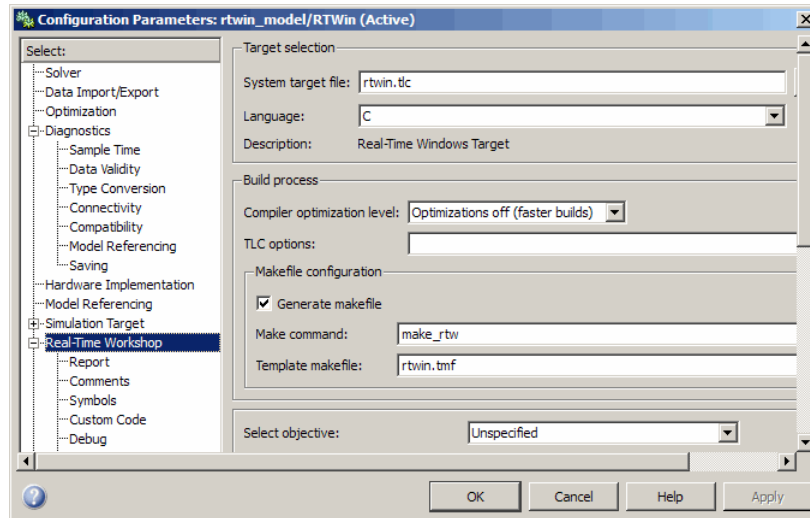 Configuration Parameters: rtwin_model/RTWin (Active)
Select:
Solver
Data Import/Export
Optimization
Diagnostics
Sample Time
Data Validity
Type Conversion
Connectivity
Compatibility
Model Referencing
Saving
Hardware Implementation
Model Referencing
Simulation Target
Real-Time Workshop
Report
Comments
Symbols
Custom Code
Debug
Target selection
System target file: rtwin.tlc
Language: C
Description: Real-Time Windows Target
Build process
Compiler optimization level: Optimizations off (faster builds)
TLC options:
Makefile configuration
Generate makefile
Make command: make_rtw
Template makefile: rtwin.tmf
Select objective: Unspecified
OK Cancel Help Apply